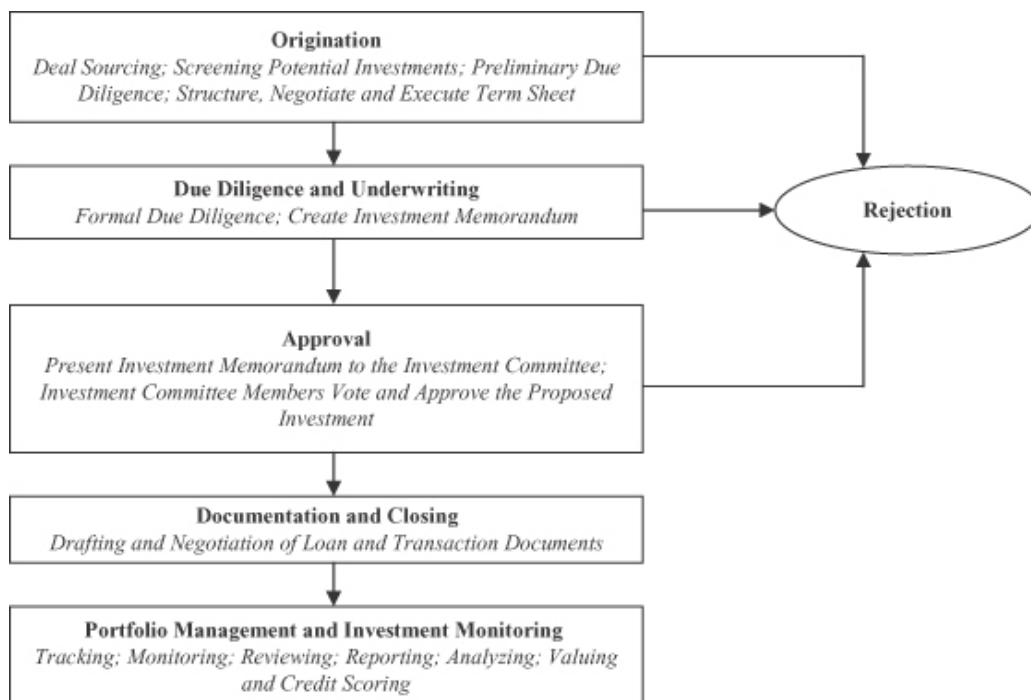 Origination
Deal Sourcing; Screening Potential Investments; Preliminary Due
Diligence; Structure, Negotiate and Execute Term Sheet
Due Diligence and Underwriting
Formal Due Diligence; Create Investment Memorandum
Rejection
Approval
Present Investment Memorandum to the Investment Committee;
Investment Committee Members Vote and Approve the Proposed
Investment
Documentation and Closing
Drafting and Negotiation of Loan and Transaction Documents
Portfolio Management and Investment Monitoring
Tracking; Monitoring; Reviewing; Reporting; Analyzing; Valuing
and Credit Scoring